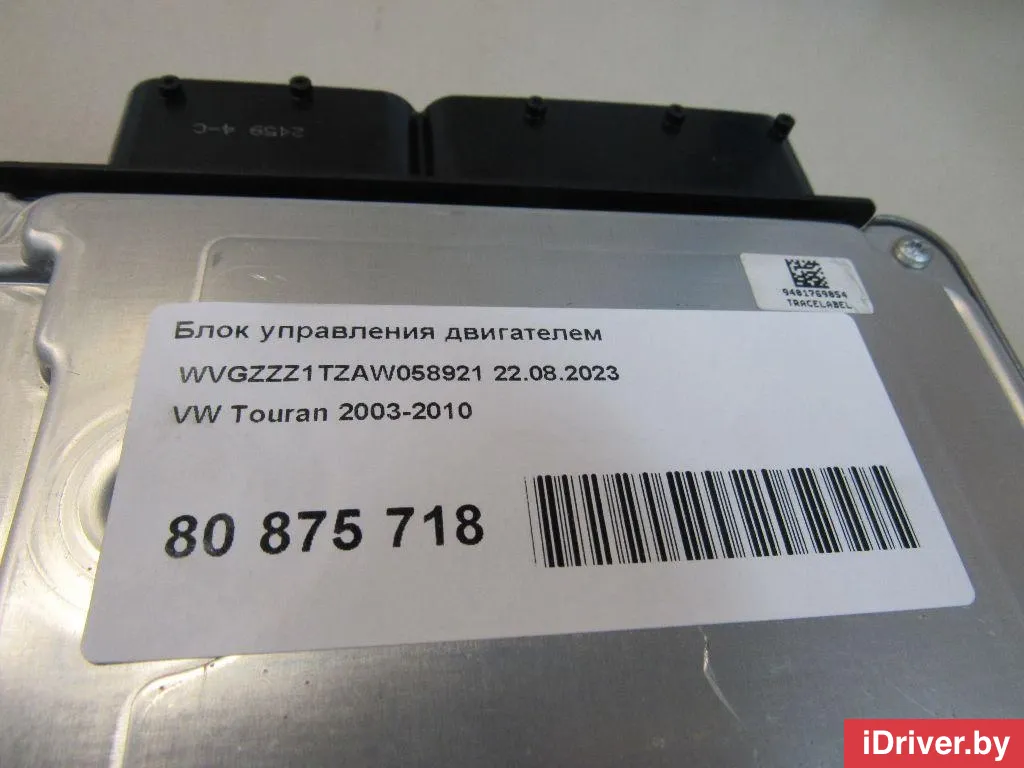 2459 4-C
9481769854
TRACELABEL
Блок управления двигателем
WVGZZZ1TZAW058921 22.08.2023
VW Touran 2003-2010
80 875 718
iDriver.by